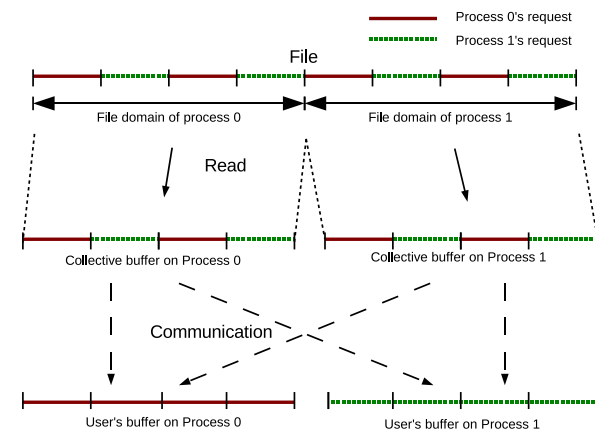 Process 0's request
Process 1's request
File
File domain of process 0
File domain of process 1
Read
Collective buffer on Process 0
Collective buffer on Process 1
Communication
User's buffer on Process 0
User's buffer on Process 1